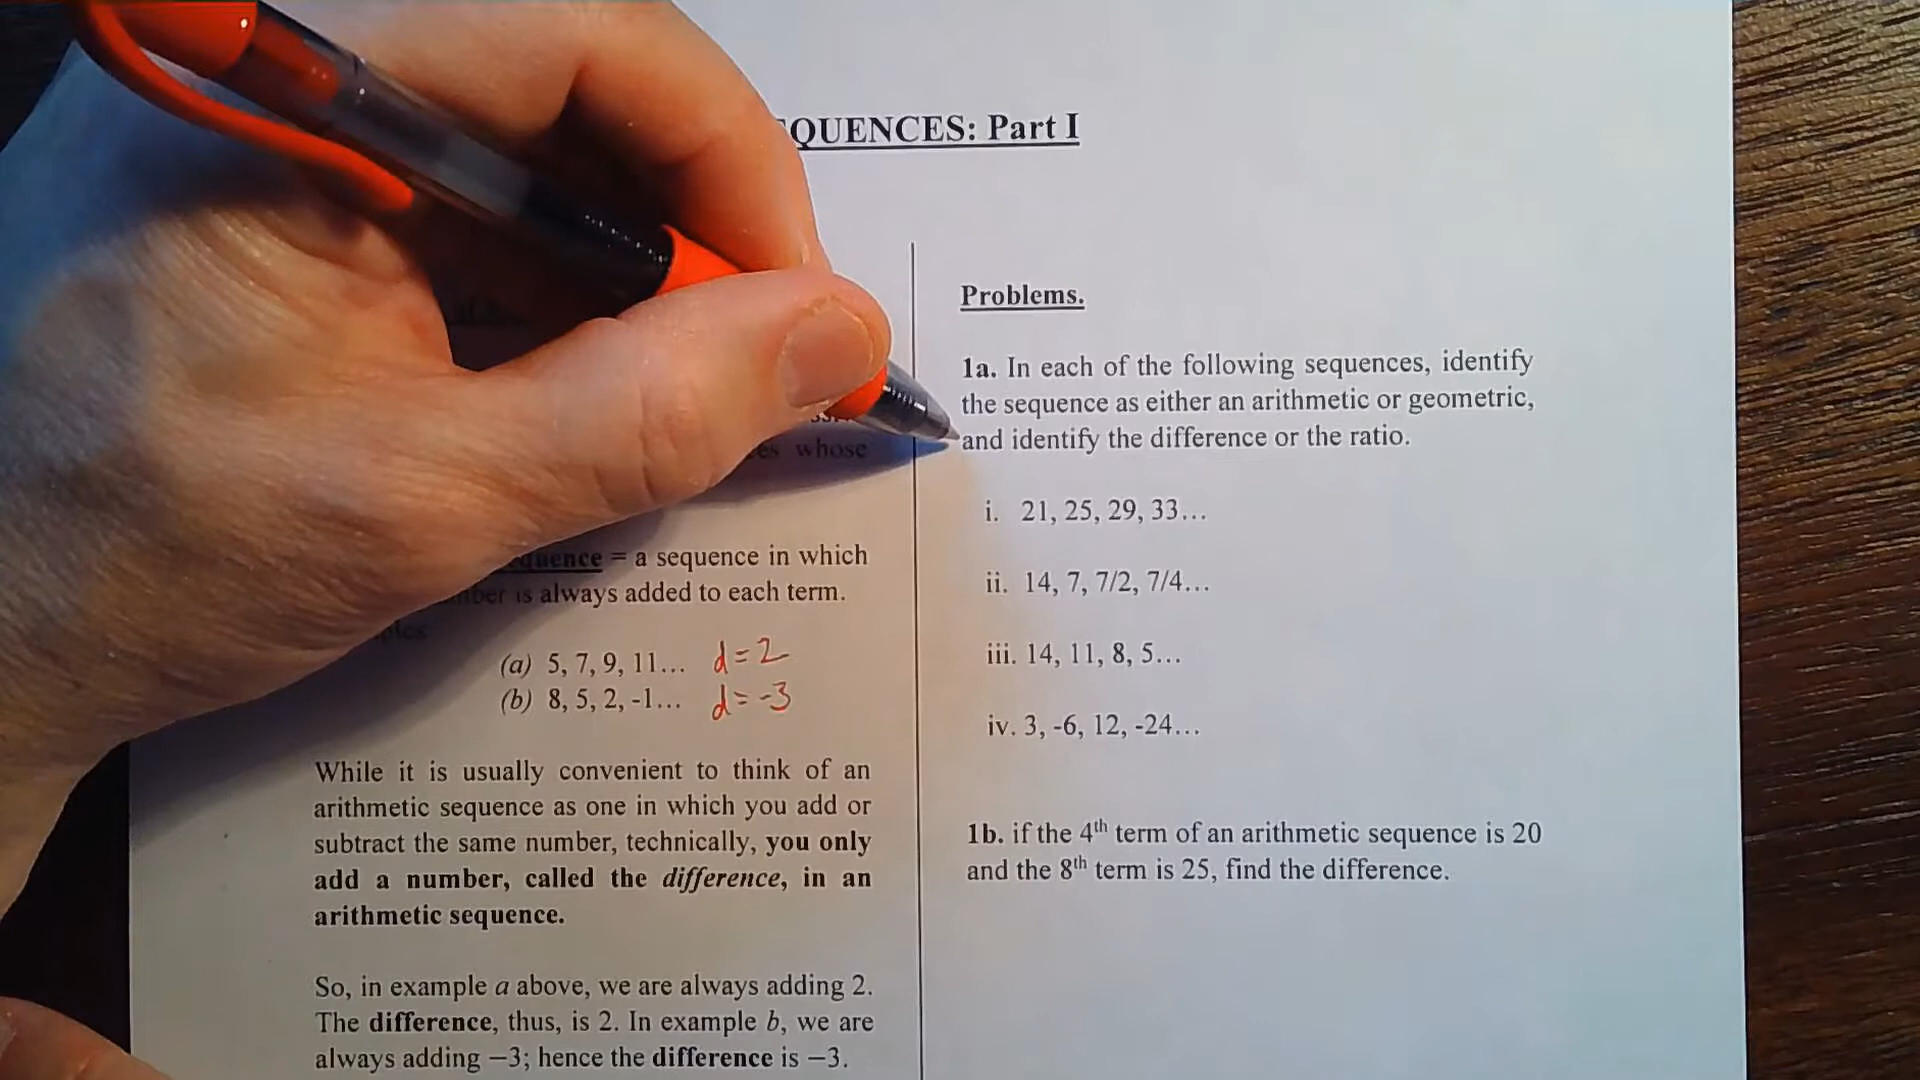 QUENCES: Part I
es whose
quence = a sequence in which
nber is always added to each term.
(a) 5, 7, 9, 11... d=2
(b) 8, 5, 2, -1... d=-3
While it is usually convenient to think of an
arithmetic sequence as one in which you add or
subtract the same number, technically, you only
add a number, called the difference, in an
arithmetic sequence.
So, in example a above, we are always adding 2.
The difference, thus, is 2. In example b, we are
always adding –3; hence the difference is –3.
Problems.
1a. In each of the following sequences, identify
the sequence as either an arithmetic or geometric,
and identify the difference or the ratio.
i. 21, 25, 29, 33...
ii. 14, 7, 7/2, 7/4...
iii. 14, 11, 8, 5...
iv. 3, -6, 12, -24...
1b. if the 4th term of an arithmetic sequence is 20
and the 8th term is 25, find the difference.